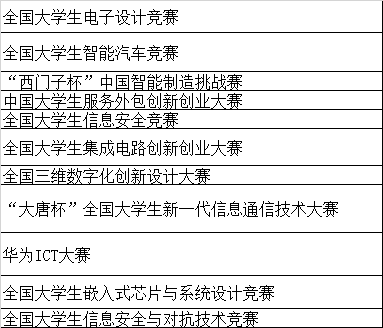 全国大学生电子设计竞赛
全国大学生智能汽车竞赛
“西门子杯”中国智能制造挑战赛
中国大学生服务外包创新创业大赛
全国大学生信息安全竞赛
全国大学生集成电路创新创业大赛
全国三维数字化创新设计大赛
“大唐杯”全国大学生新一代信息通信技术大赛
华为ICT大赛
全国大学生嵌入式芯片与系统设计竞赛
全国大学生信息安全与对抗技术竞赛